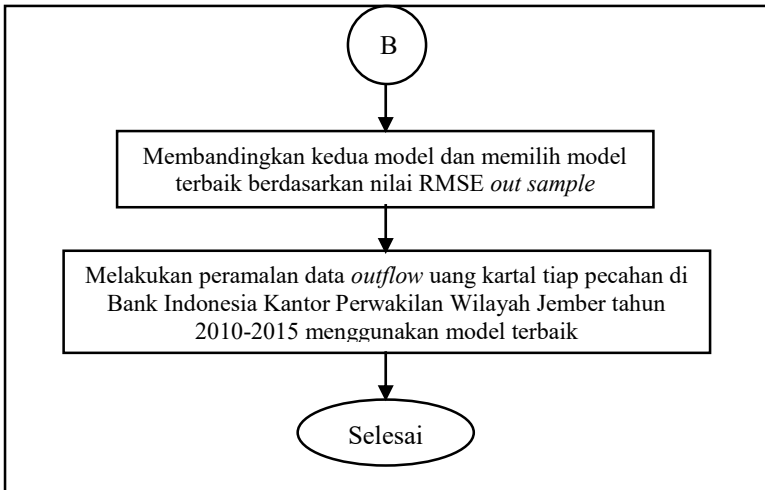 B
Membandingkan kedua model dan memilih model
terbaik berdasarkan nilai RMSE out sample
Melakukan peramalan data outflow uang kartal tiap pecahan di
Bank Indonesia Kantor Perwakilan Wilayah Jember tahun
2010-2015 menggunakan model terbaik
Selesai